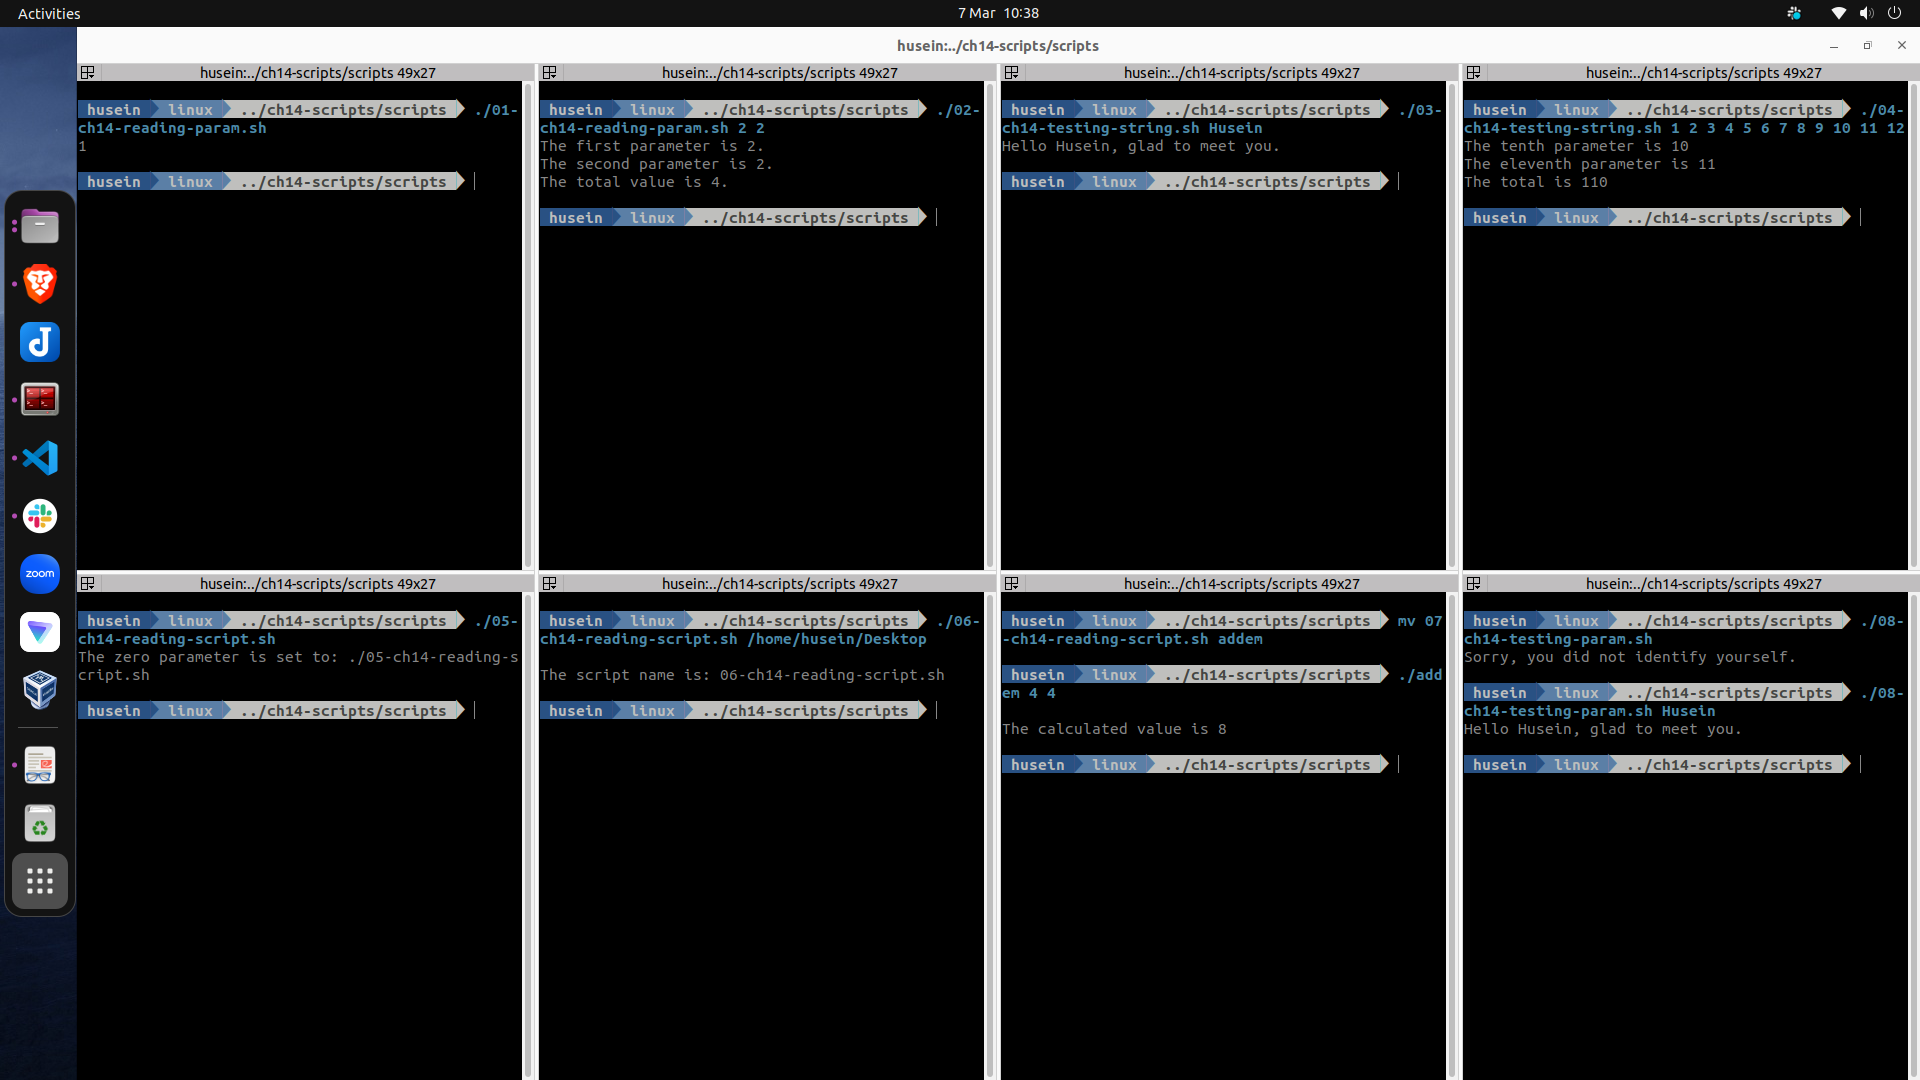 Activities
7 Mar 10:38
husein:../ch14-scripts/scripts
husein:../ch14-scripts/scripts 49x27
husein linux ../ch14-scripts/scripts ./01-
ch14-reading-param.sh
1
husein linux ../ch14-scripts/scripts
husein:../ch14-scripts/scripts 49x27
husein linux ../ch14-scripts/scripts ./02-
ch14-reading-param.sh 2 2
The first parameter is 2.
The second parameter is 2.
The total value is 4.
husein linux ../ch14-scripts/scripts
husein:../ch14-scripts/scripts 49x27
husein linux ../ch14-scripts/scripts ./03-
ch14-testing-string.sh Husein
Hello Husein, glad to meet you.
husein linux ../ch14-scripts/scripts
husein:../ch14-scripts/scripts 49x27
husein linux ../ch14-scripts/scripts ./04-
ch14-testing-string.sh 1 2 3 4 5 6 7 8 9 10 11 12
The tenth parameter is 10
The eleventh parameter is 11
The total is 110
husein linux ../ch14-scripts/scripts
husein:../ch14-scripts/scripts 49x27
husein linux ../ch14-scripts/scripts ./05-
ch14-reading-script.sh
The zero parameter is set to: ./05-ch14-reading-s
cript.sh
husein linux ../ch14-scripts/scripts
husein:../ch14-scripts/scripts 49x27
husein linux ../ch14-scripts/scripts ./06-
ch14-reading-script.sh /home/husein/Desktop
The script name is: 06-ch14-reading-script.sh
husein linux ../ch14-scripts/scripts
husein:../ch14-scripts/scripts 49x27
husein linux ../ch14-scripts/scripts mv 07
-ch14-reading-script.sh addem
husein linux ../ch14-scripts/scripts ./add
em 4 4
The calculated value is 8
husein linux ../ch14-scripts/scripts
husein:../ch14-scripts/scripts 49x27
husein linux ../ch14-scripts/scripts ./08-
ch14-testing-param.sh
Sorry, you did not identify yourself.
husein linux ../ch14-scripts/scripts ./08-
ch14-testing-param.sh Husein
Hello Husein, glad to meet you.
husein linux ../ch14-scripts/scripts
zoom